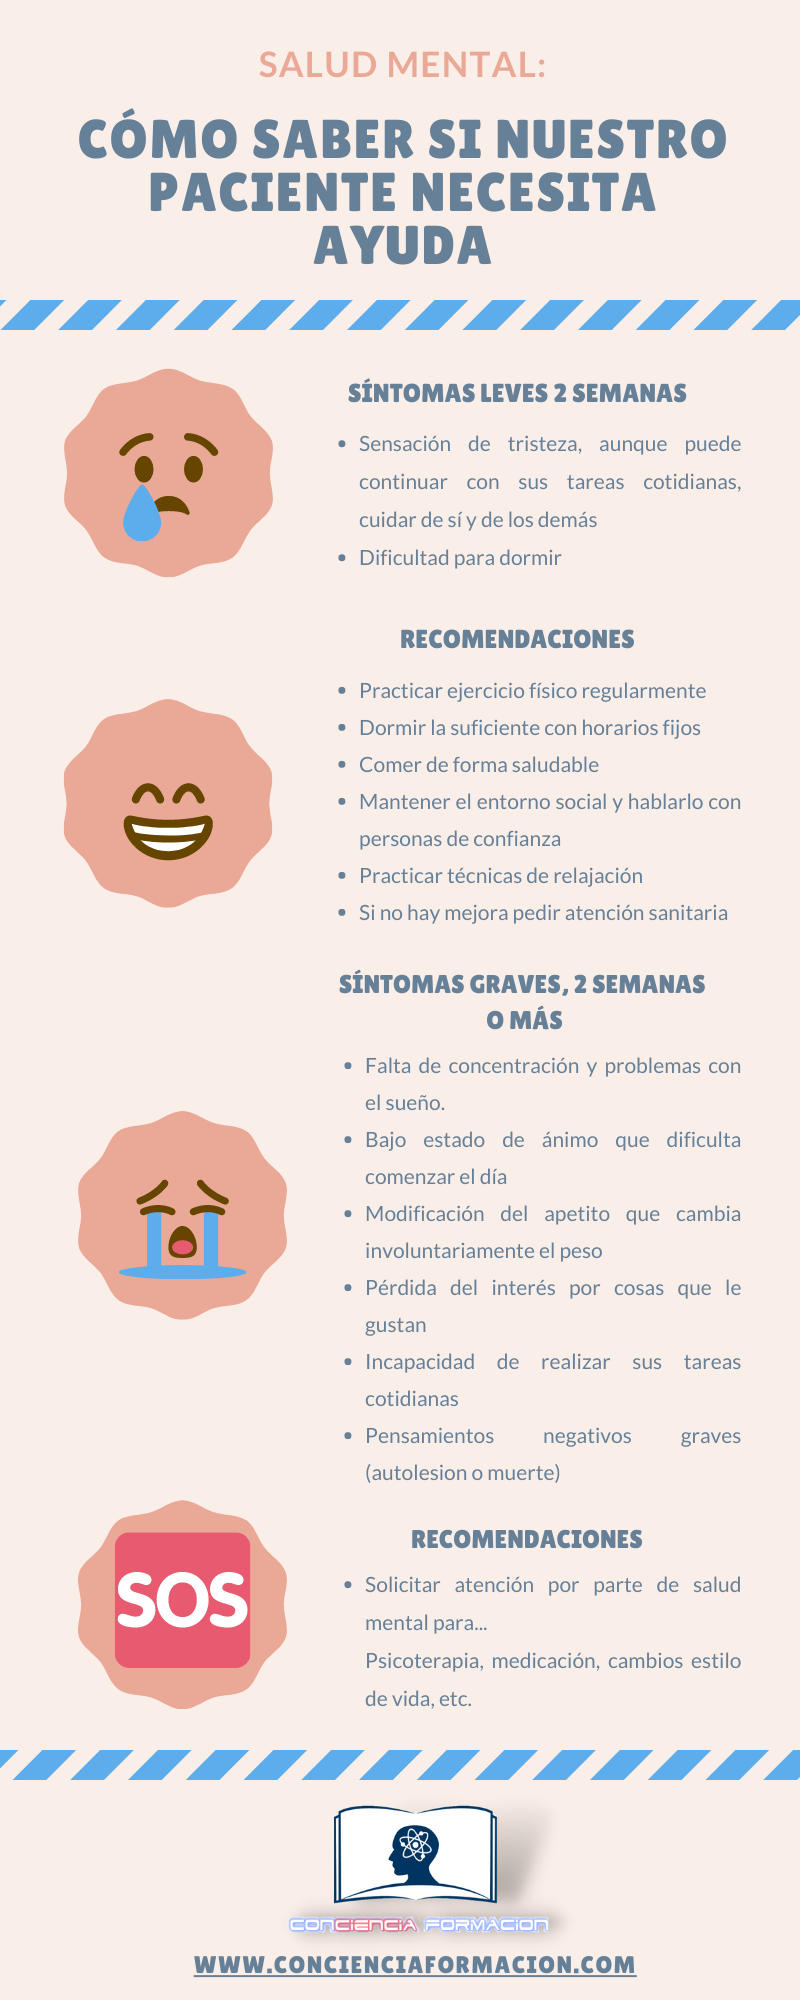 SALUD MENTAL:
CÓMO SABER SI NUESTRO
PACIENTE NECESITA
AYUDA
SÍNTOMAS LEVES 2 SEMANAS
• Sensación de tristeza, aunque puede
continuar con sus tareas cotidianas,
cuidar de sí y de los demás
• Dificultad para dormir
RECOMENDACIONES
• Practicar ejercicio físico regularmente
• Dormir la suficiente con horarios fijos
• Comer de forma saludable
• Mantener el entorno social y hablarlo con
personas de confianza
• Practicar técnicas de relajación
• Si no hay mejora pedir atención sanitaria
SÍNTOMAS GRAVES, 2 SEMANAS
O MÁS
• Falta de concentración y problemas con
el sueño.
• Bajo estado de ánimo que dificulta
comenzar el día
• Modificación del apetito que cambia
involuntariamente el peso
• Pérdida del interés por cosas que le
gustan
• Incapacidad de realizar sus tareas
cotidianas
• Pensamientos negativos graves
(autolesion o muerte)
SOS
RECOMENDACIONES
• Solicitar atención por parte de salud
mental para...
Psicoterapia, medicación, cambios estilo
de vida, etc.
CONCIENCIA FORMACION
WWW.CONCIENCIAFORMACION.COM